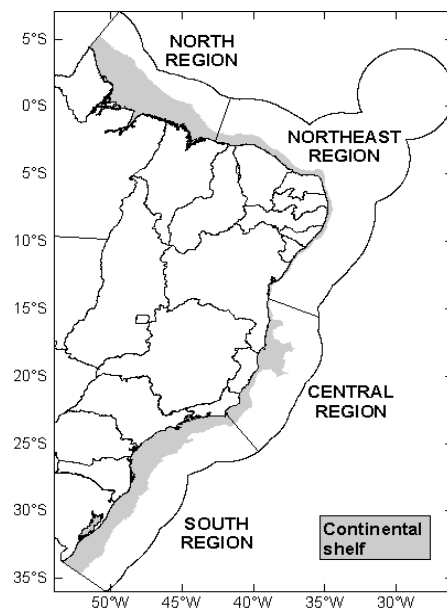 5°S
NORTH
REGION
0°S
NORTHEAST
REGION
5°S
10°S
15°S
20°S
CENTRAL
REGION
25°S
30°S
SOUTH
REGION
Continental
shelf
35°S
50°W
45°W
40°W
35°W
30°W